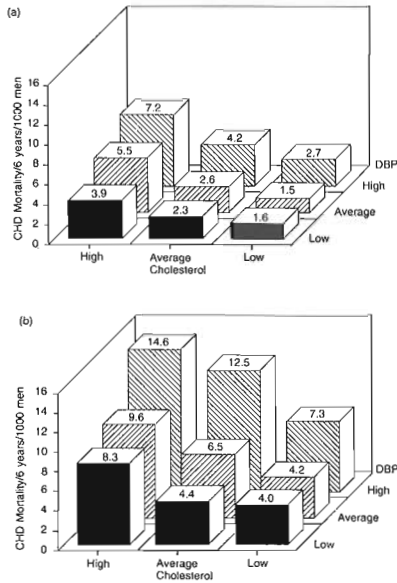 (a)
CHD Mortality/6 years/1000 men
16
14
12
10
8
6
4
2
0
7.2
4.2
2.7
5.5
2.6
1.5
3.9
2.3
1.6
DBP
High
Average
Low
High
Average
Low
Cholesterol
(b)
CHD Mortality/6 years/1000 men
16
14
12
10
8
6
4
2
0
14.6
12.5
7.3
9.6
6.5
4.2
8.3
4.4
4.0
DBP
High
Average
Low
High
Average
Low
Cholesterol